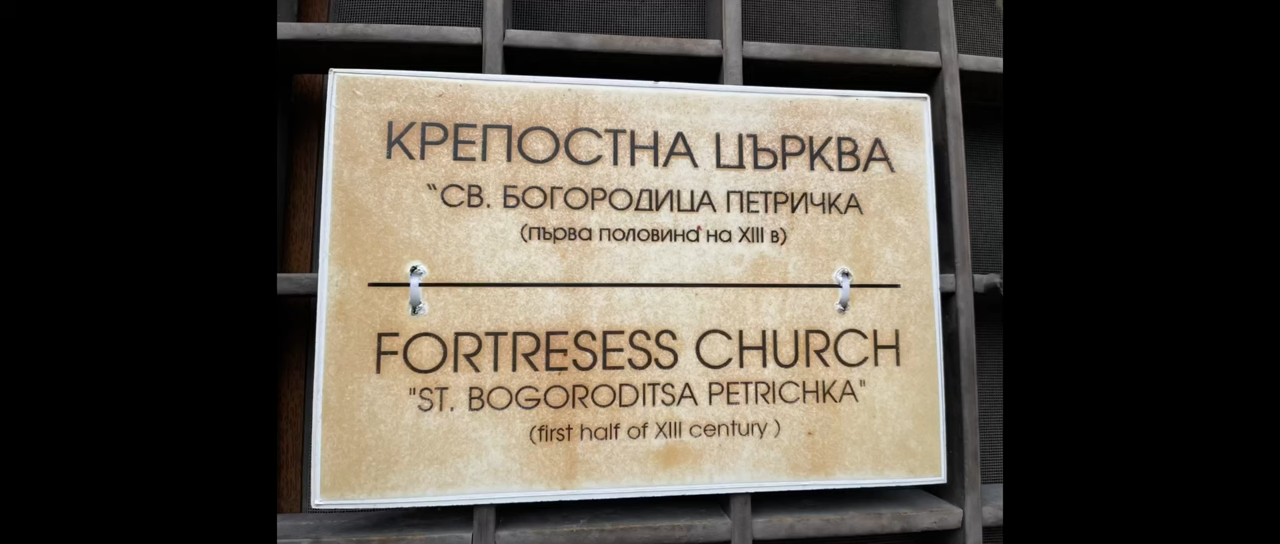 КРЕПОСТНА ЦЪРКВА
"СВ. БОГОРОДИЦА ПЕТРИЧКА
(първа половина на XIII в)
FORTRESESS CHURCH
"ST. BOGORODITSA PETRICHKA"
(first half of XIII century )